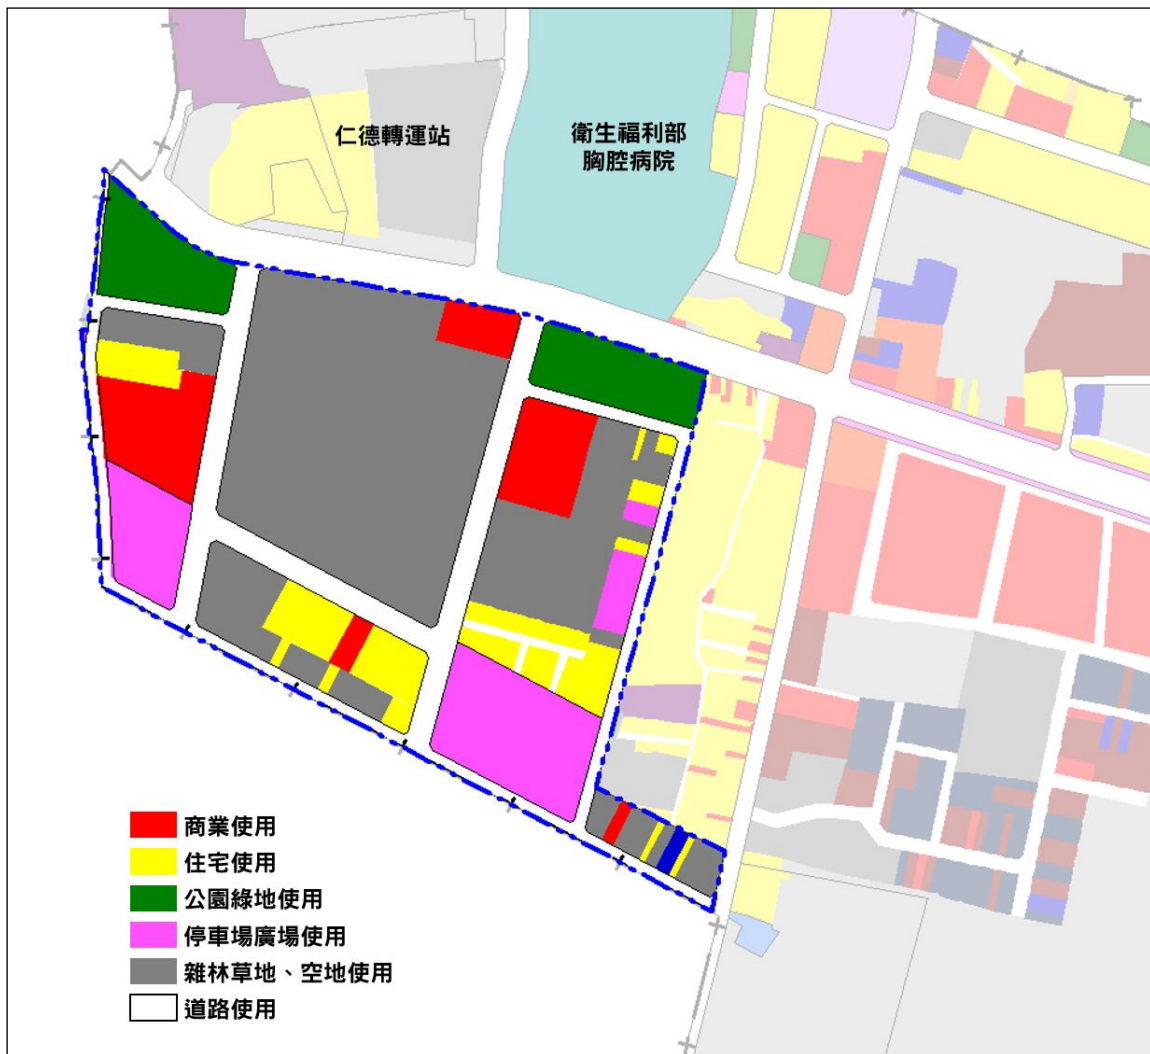 仁德轉運站
衛生福利部
胸腔病院
商業使用
住宅使用
公園綠地使用
停車場廣場使用
雜林草地、空地使用
道路使用